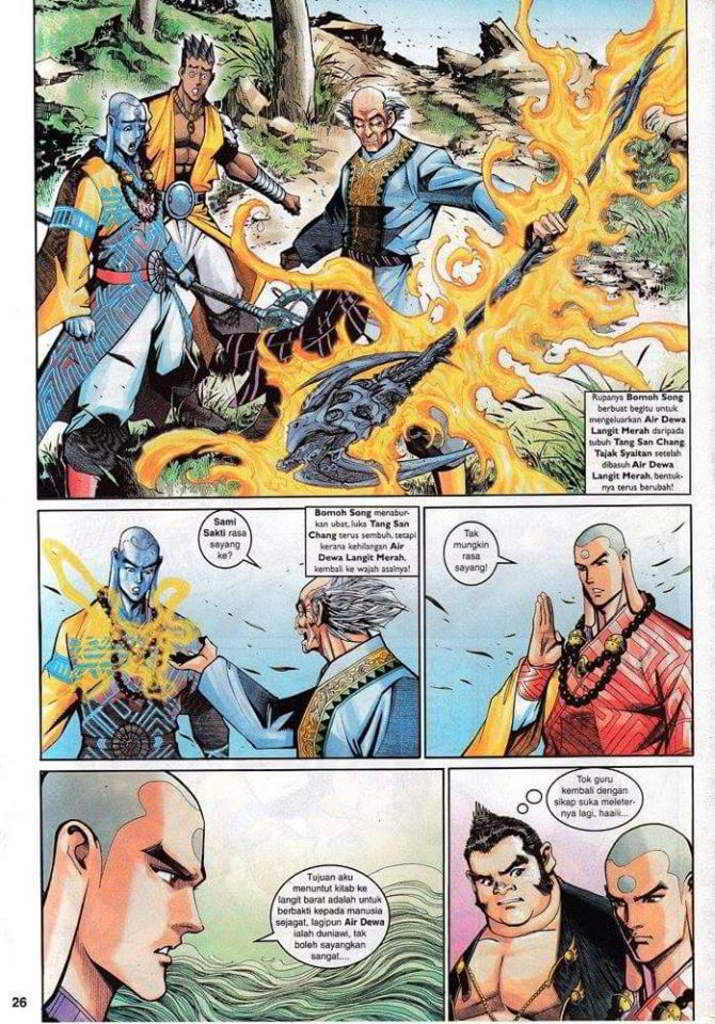 Rupanya Bomoh Song
berbuat begitu untuk
mengeluarkan Air Dewa
Langit Merah daripada
tubuh Tang San Chang.
Tajak Syaitan setelah
dibasuh Air Dewa
Langit Merah, bentuk-
nya terus berubah!
Sami
Sakti rasa
sayang
ke?
Bomoh Song menabur-
kan ubat, luka Tang San
Chang terus sembuh, tetapi
kerana kehilangan Air
Dewa Langit Merah,
kembali ke wajah asalnya!
Tak
mungkin
rasa
sayang!
Tujuan aku
menuntut kitab ke
langit barat adalah untuk
berbakti kepada manusia
sejagat, lagipun Air Dewa
ialah duniawi, tak
boleh sayangkan
sangat....
Tok guru
kembali dengan
sikap suka meleter-
nya lagi, haaii...
26